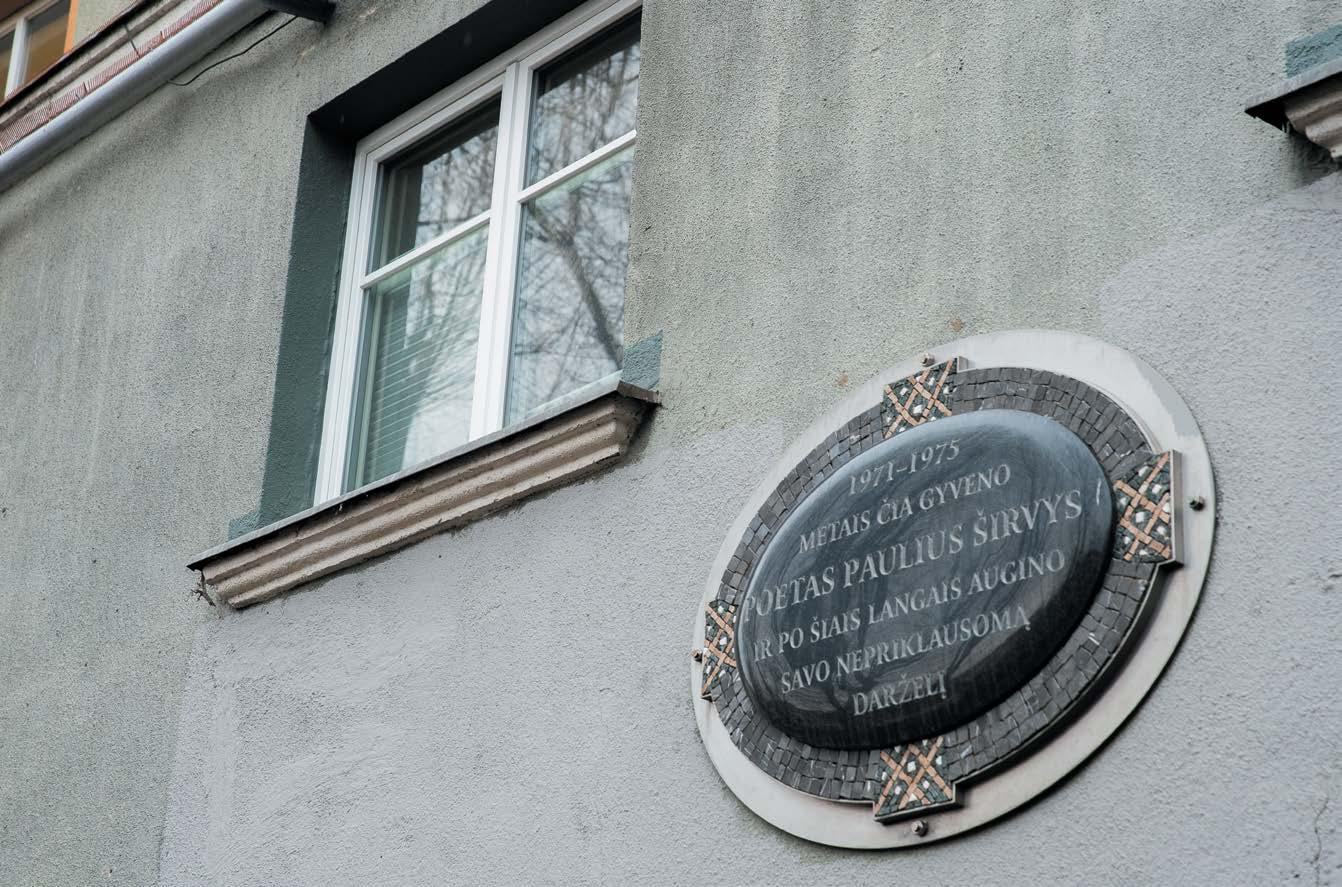 1971–1975
METAIS ČIA GYVENO
POETAS PAULIUS ŠIRVYS
IR PO ŠIAIS LANGAIS AUGINO
SAVO NEPRIKLAUSOMĄ
DARŽELĮ